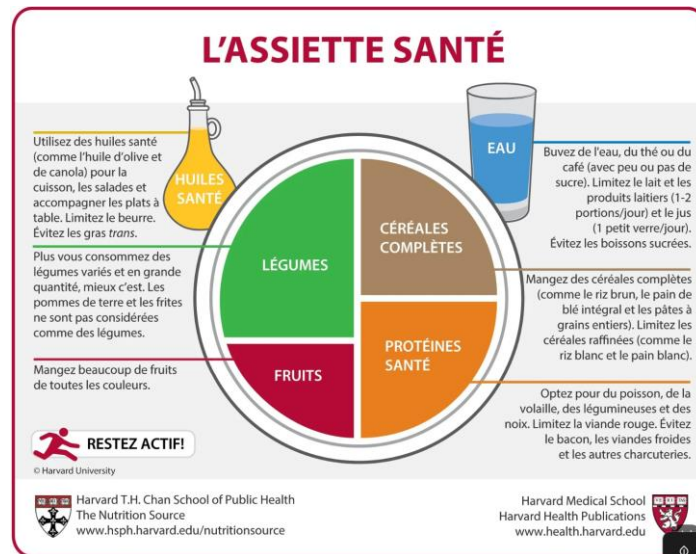 L'ASSIETTE SANTÉ
Utilisez des huiles santé
(comme l'huile d'olive et
de canola) pour la
cuisson, les salades et
accompagner les plats à
table. Limitez le beurre.
Évitez les gras trans.
HUILES
SANTÉ
Plus vous consommez des
légumes variés et en grande
quantité, mieux c'est. Les
pommes de terre et les frites
ne sont pas considérées
comme des légumes.
Mangez beaucoup de fruits
de toutes les couleurs.
LÉGUMES
FRUITS
CÉRÉALES
COMPLÈTES
PROTÉINES
SANTÉ
EAU
Buvez de l'eau, du thé ou du
café (avec peu ou pas de
sucre). Limitez le lait et les
produits laitiers (1-2
portions/jour) et le jus
(1 petit verre/jour).
Évitez les boissons sucrées.
Mangez des céréales complètes
(comme le riz brun, le pain de
blé intégral et les pâtes à
grains entiers). Limitez les
céréales raffinées (comme le
riz blanc et le pain blanc).
Optez pour du poisson, de la
volaille, des légumineuses et des
noix. Limitez la viande rouge. Évitez
le bacon, les viandes froides
et les autres charcuteries.
RESTEZ ACTIF!
© Harvard University
Harvard T.H. Chan School of Public Health
The Nutrition Source
www.hsph.harvard.edu/nutritionsource
Harvard Medical School
Harvard Health Publications
www.health.harvard.edu